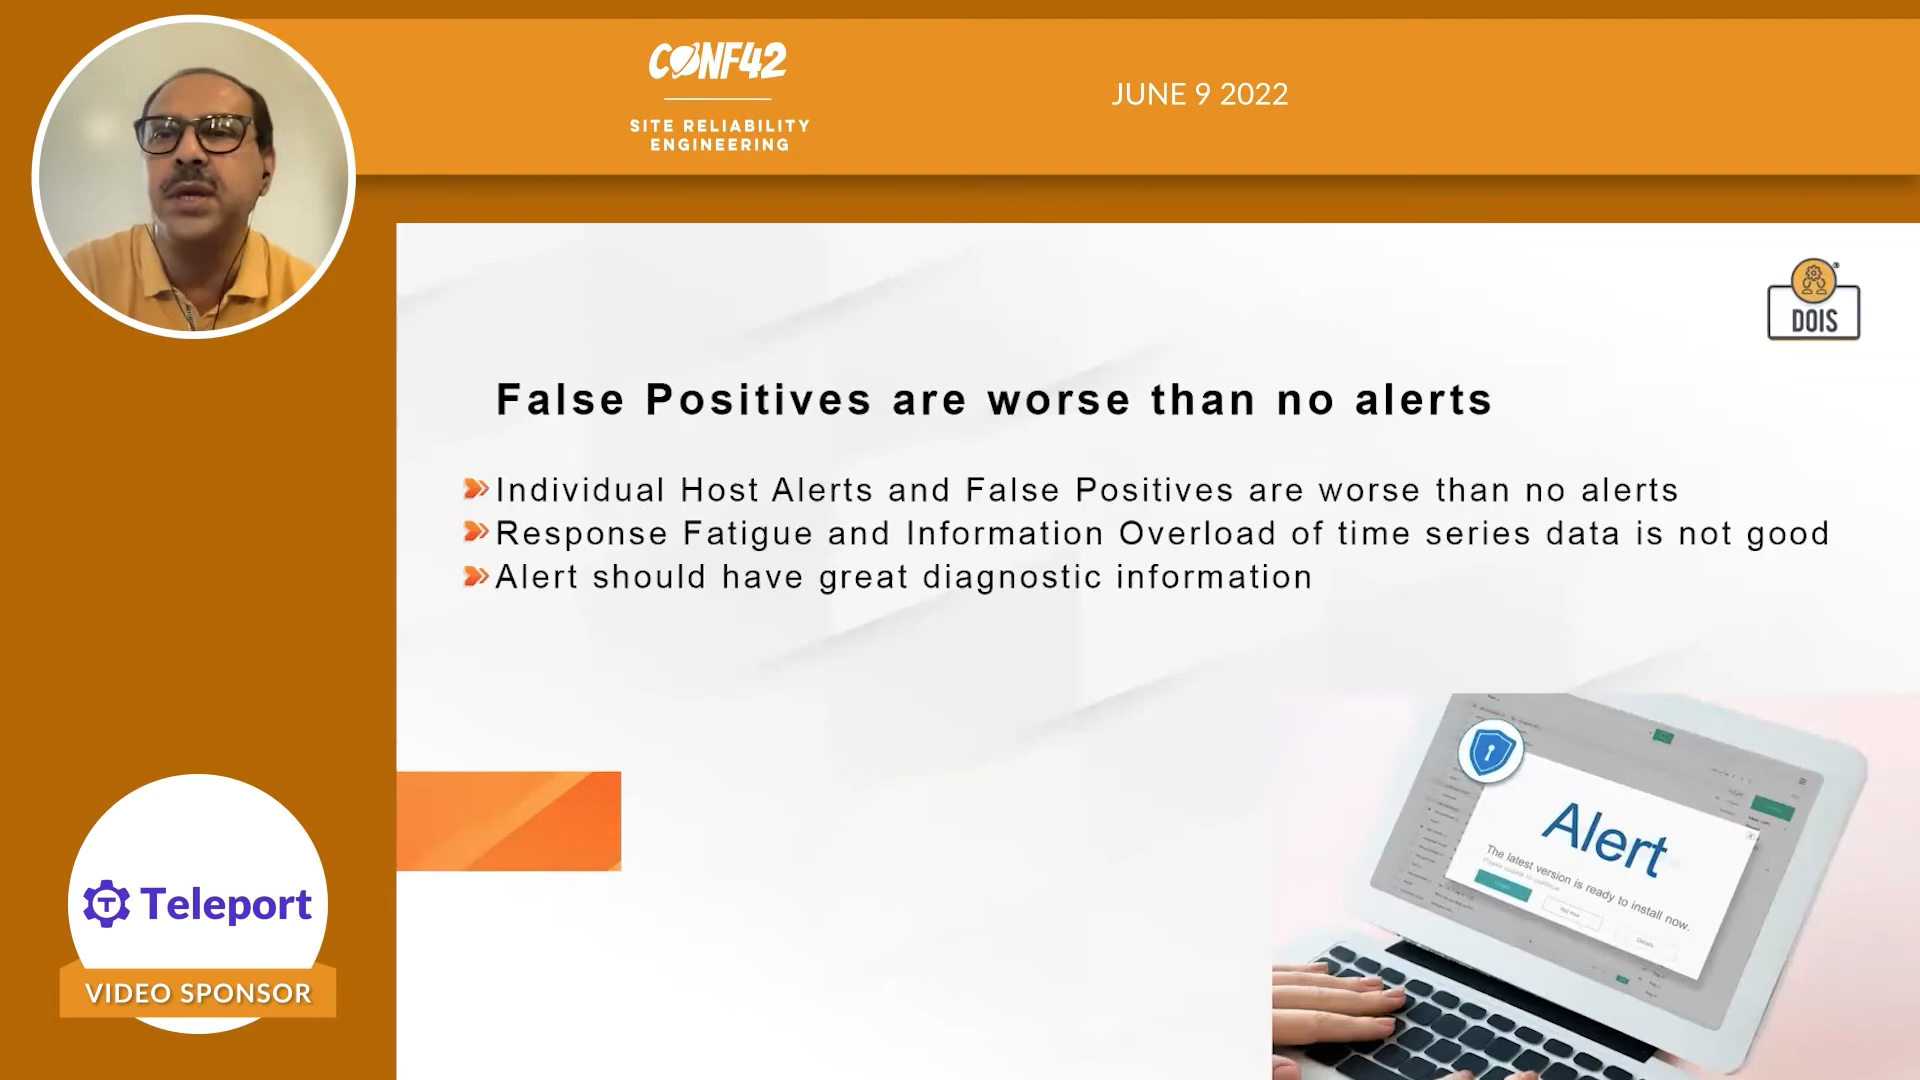 CONF42
SITE RELIABILITY
ENGINEERING
JUNE 9 2022
DOIS
False Positives are worse than no alerts
Individual Host Alerts and False Positives are worse than no alerts
Response Fatigue and Information Overload of time series data is not good
Alert should have great diagnostic information
Alert
The latest version is ready to install now.
Teleport
VIDEO SPONSOR